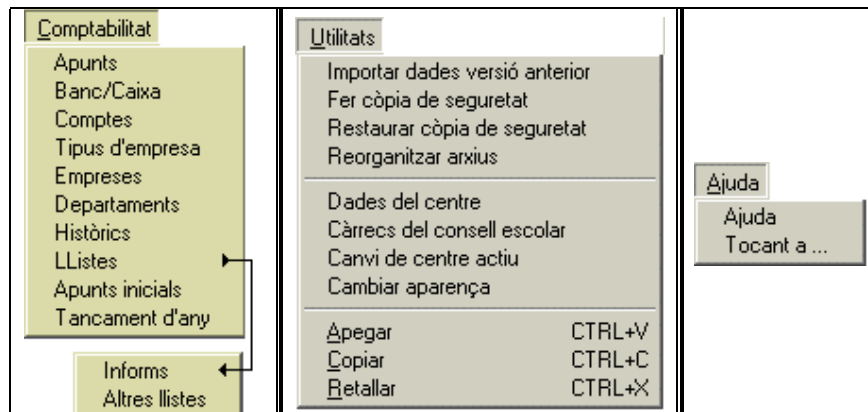 Comptabilitat
Apunts
Banc/Caixa
Comptes
Tipus d'empresa
Empreses
Departaments
Històrics
LListes
Apunts inicials
Tancament d'any
Informs
Altres llistes
Utilitats
Importar dades versió anterior
Fer còpia de seguretat
Restaurar còpia de seguretat
Reorganitzar arxius
Dades del centre
Càrrecs del consell escolar
Canvi de centre actiu
Cambiar aparença
Apegar CTRL+V
Copiar CTRL+C
Retallar CTRL+X
Ajuda
Ajuda
Tocant a ...